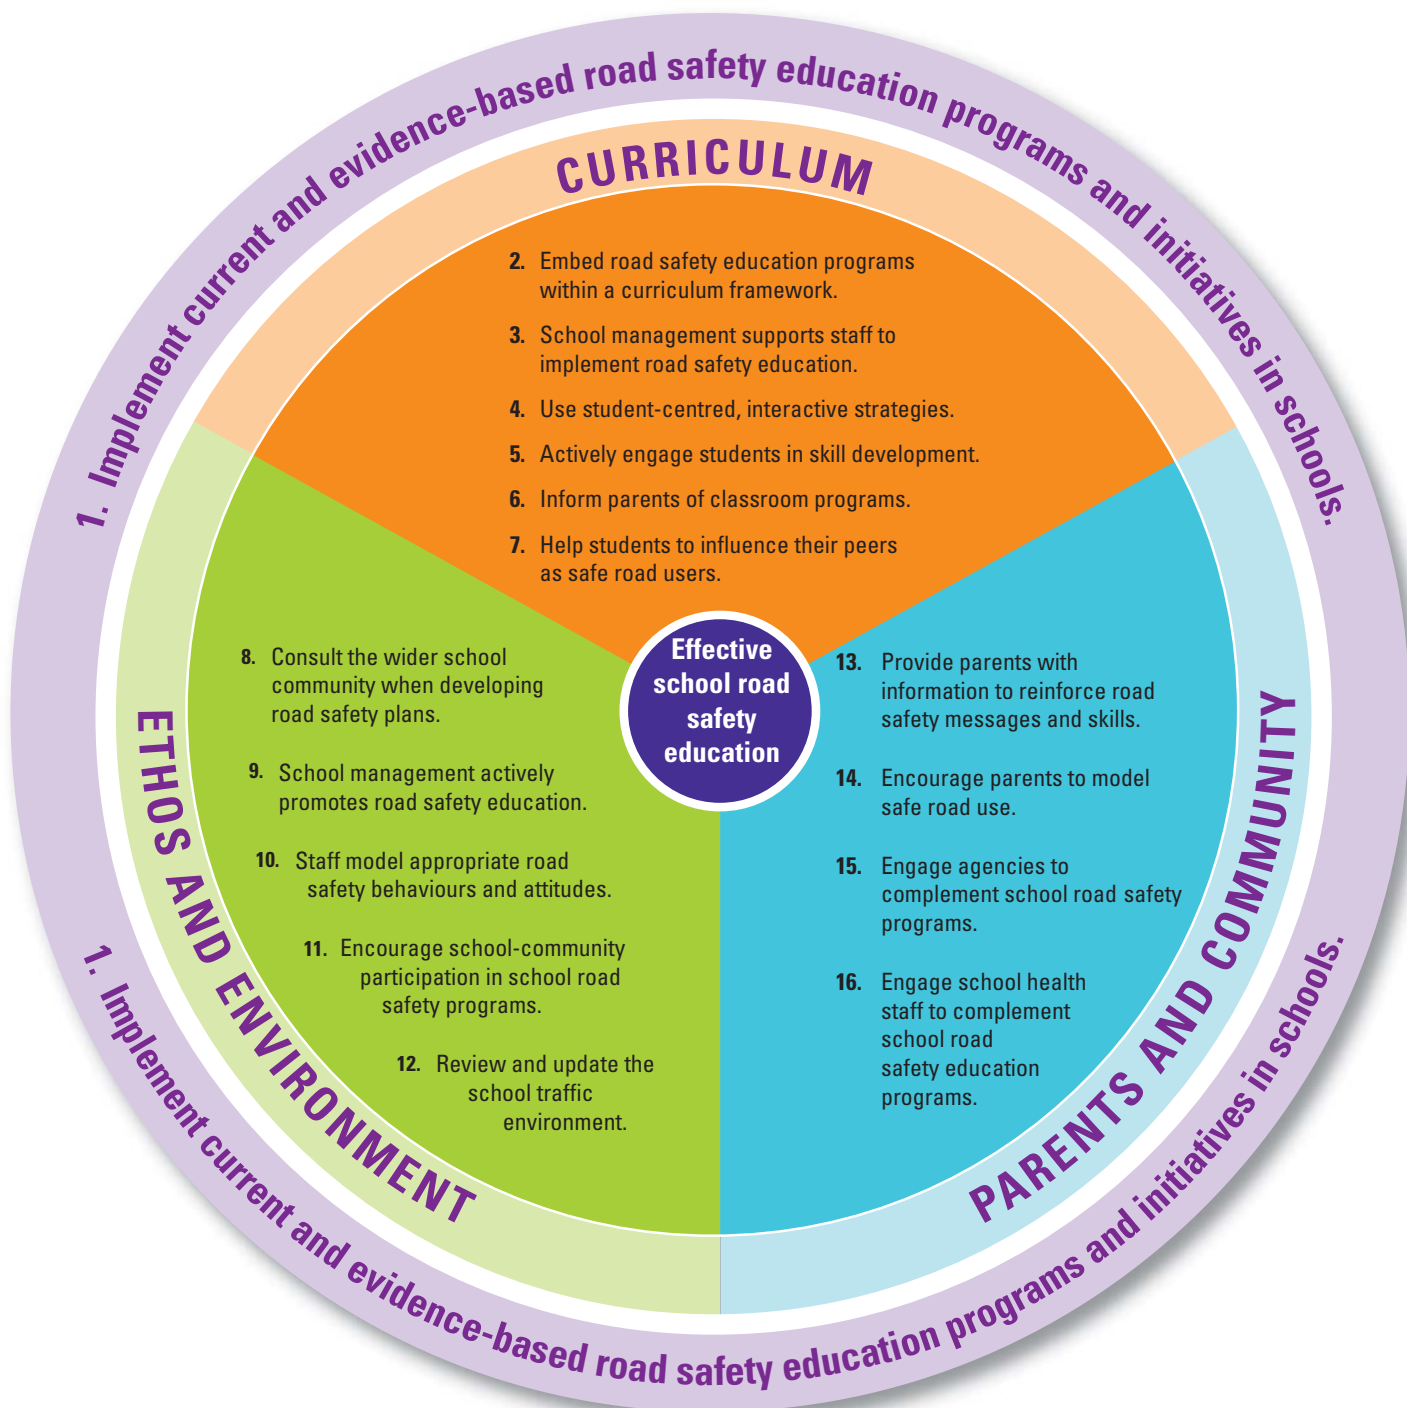 1. Implement current and evidence-based road safety education programs and initiatives in schools.
CURRICULUM
2. Embed road safety education programs
within a curriculum framework.
3. School management supports staff to
implement road safety education.
4. Use student-centred, interactive strategies.
5. Actively engage students in skill development.
6. Inform parents of classroom programs.
7. Help students to influence their peers
as safe road users.
Effective
school road
safety
education
ETHOS AND ENVIRONMENT
8. Consult the wider school
community when developing
road safety plans.
9. School management actively
promotes road safety education.
10. Staff model appropriate road
safety behaviours and attitudes.
11. Encourage school-community
participation in school road
safety programs.
12. Review and update the
school traffic
environment.
PARENTS AND COMMUNITY
13. Provide parents with
information to reinforce road
safety messages and skills.
14. Encourage parents to model
safe road use.
15. Engage agencies to
complement school road safety
programs.
16. Engage school health
staff to complement
school road
safety education
programs.
1. Implement current and evidence-based road safety education programs and initiatives in schools.